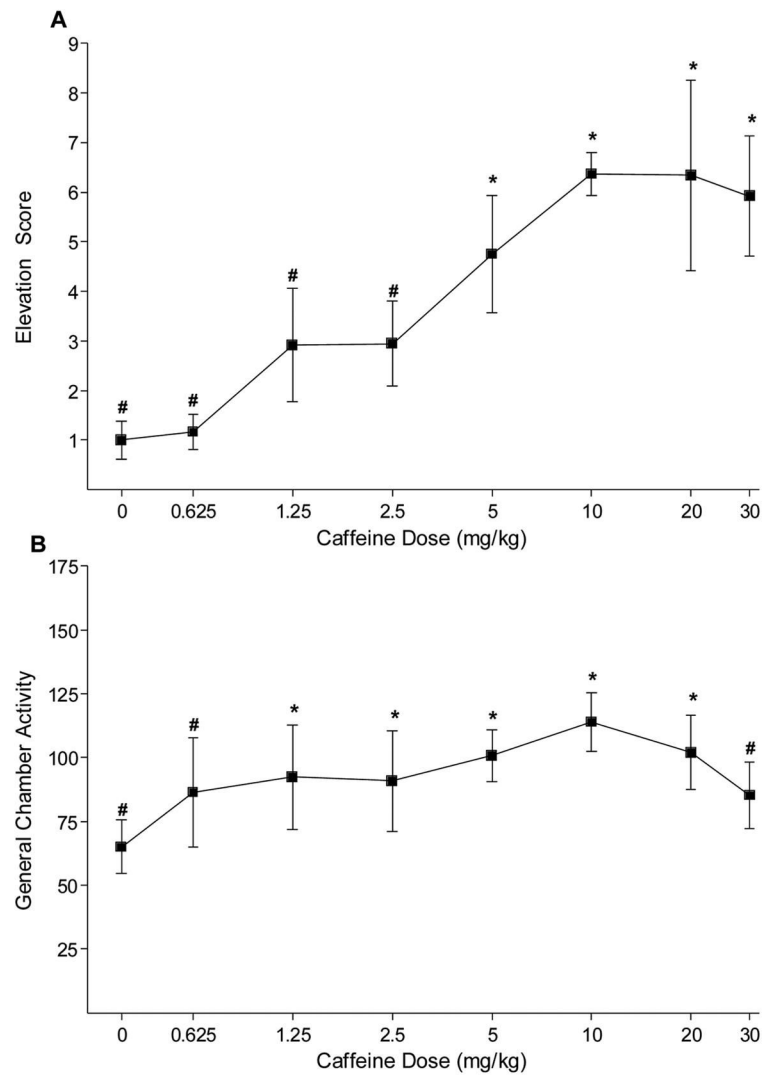 A
9
8
7
6
5
4
3
2
1
Elevation Score
# # # # * * * *
0 0.625 1.25 2.5 5 10 20 30
Caffeine Dose (mg/kg)
B
175
150
125
100
75
50
25
General Chamber Activity
# # * * * * * #
0 0.625 1.25 2.5 5 10 20 30
Caffeine Dose (mg/kg)